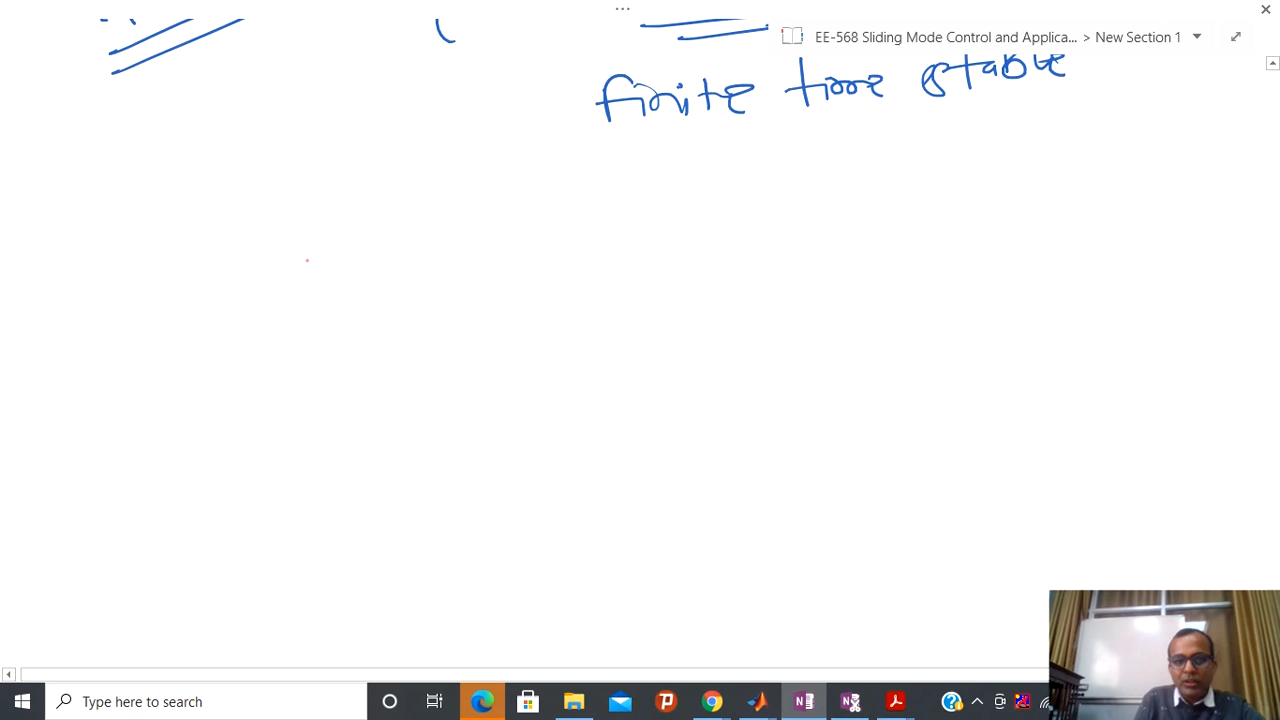 EE-568 Sliding Mode Control and Applica... > New Section 1
finite time stable
Type here to search